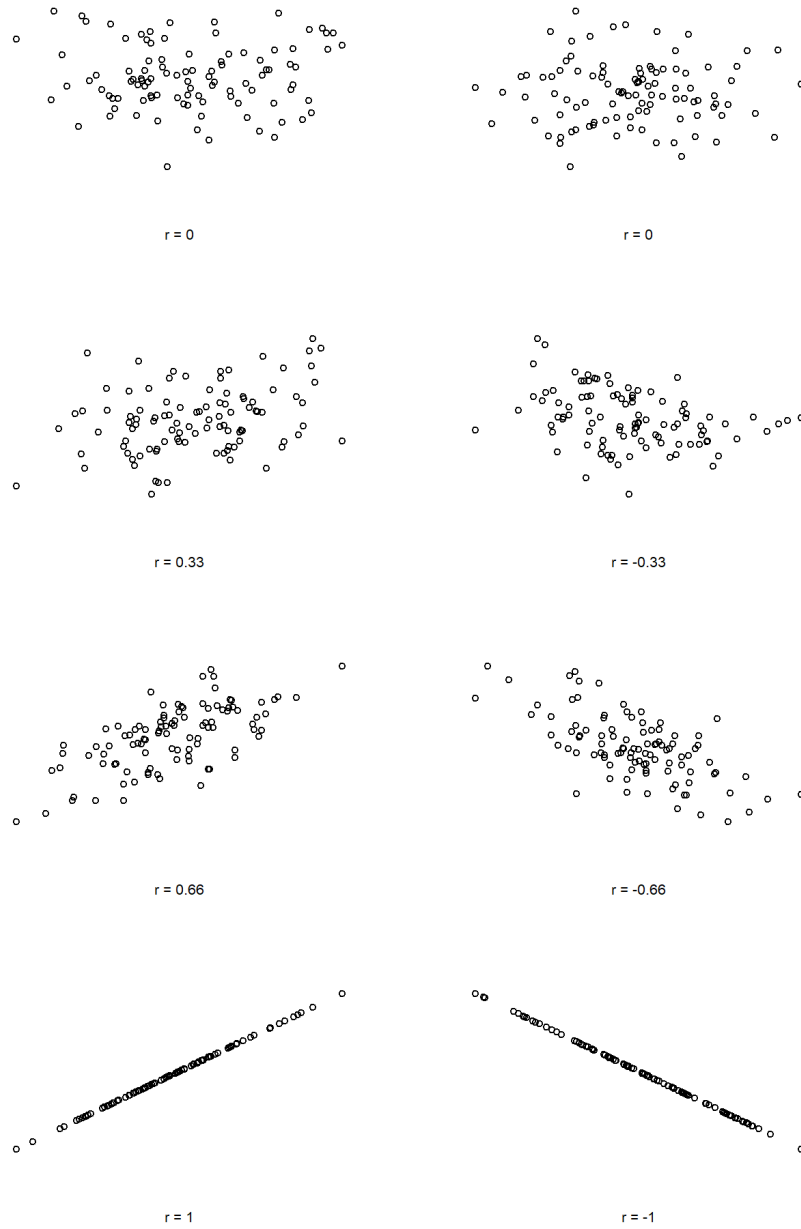 r = 0
r = 0
r = 0.33
r = -0.33
r = 0.66
r = -0.66
r = 1
r = -1